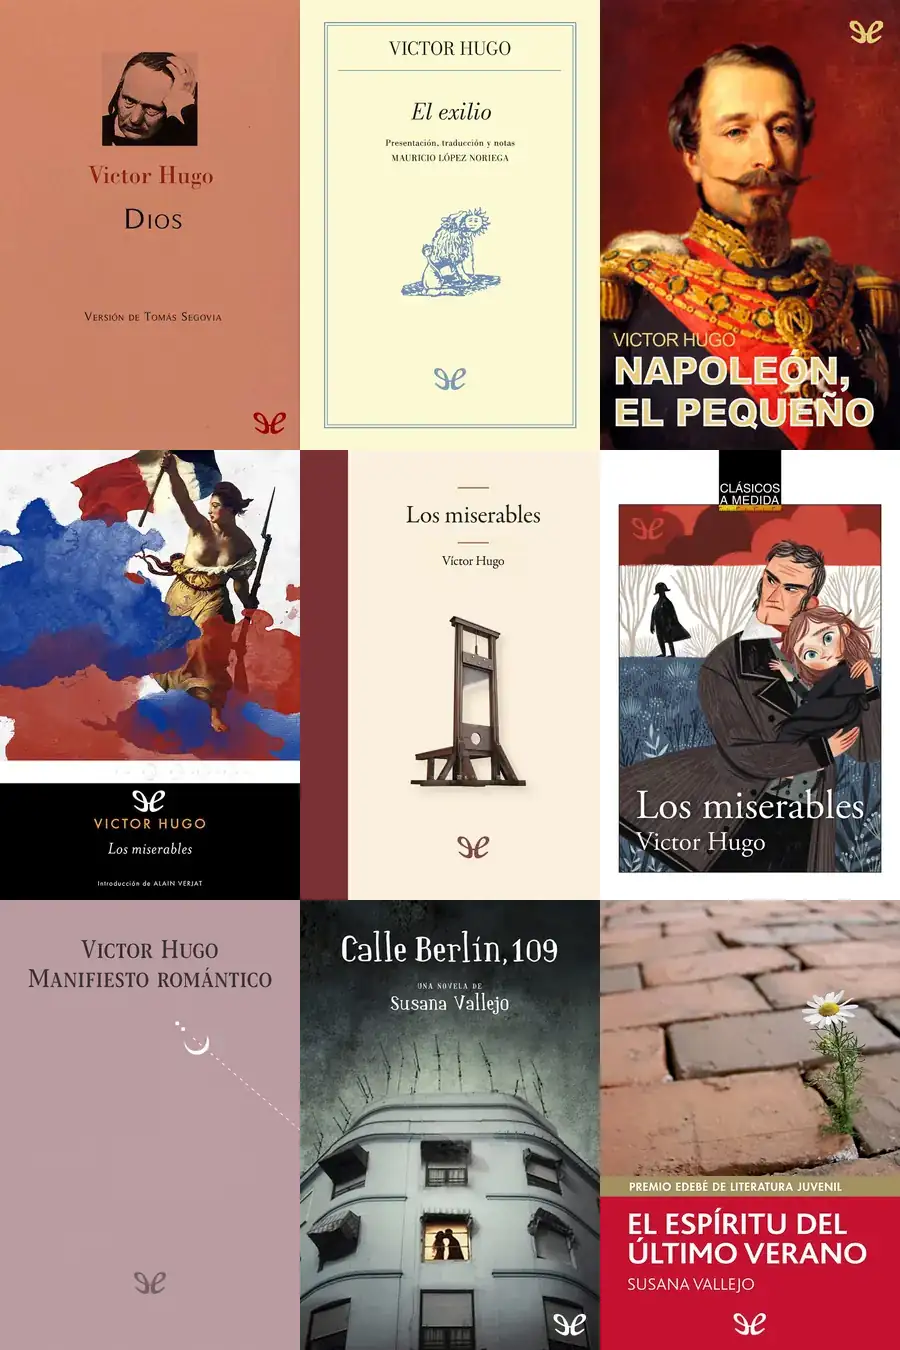 Victor Hugo
Dios
Versión de Tomás Segovia
VICTOR HUGO
El exilio
Presentación, traducción y notas
MAURICIO LÓPEZ NORIEGA
VICTOR HUGO
NAPOLEÓN,
EL PEQUEÑO
VICTOR HUGO
Los miserables
Introducción de ALAIN VERJAT
Los miserables
Víctor Hugo
CLÁSICOS
A MEDIDA
Los miserables
Victor Hugo
Victor Hugo
Manifiesto romántico
Calle Berlín, 109
UNA NOVELA DE
Susana Vallejo
PREMIO EDEBÉ DE LITERATURA JUVENIL
EL ESPÍRITU DEL
ÚLTIMO VERANO
SUSANA VALLEJO